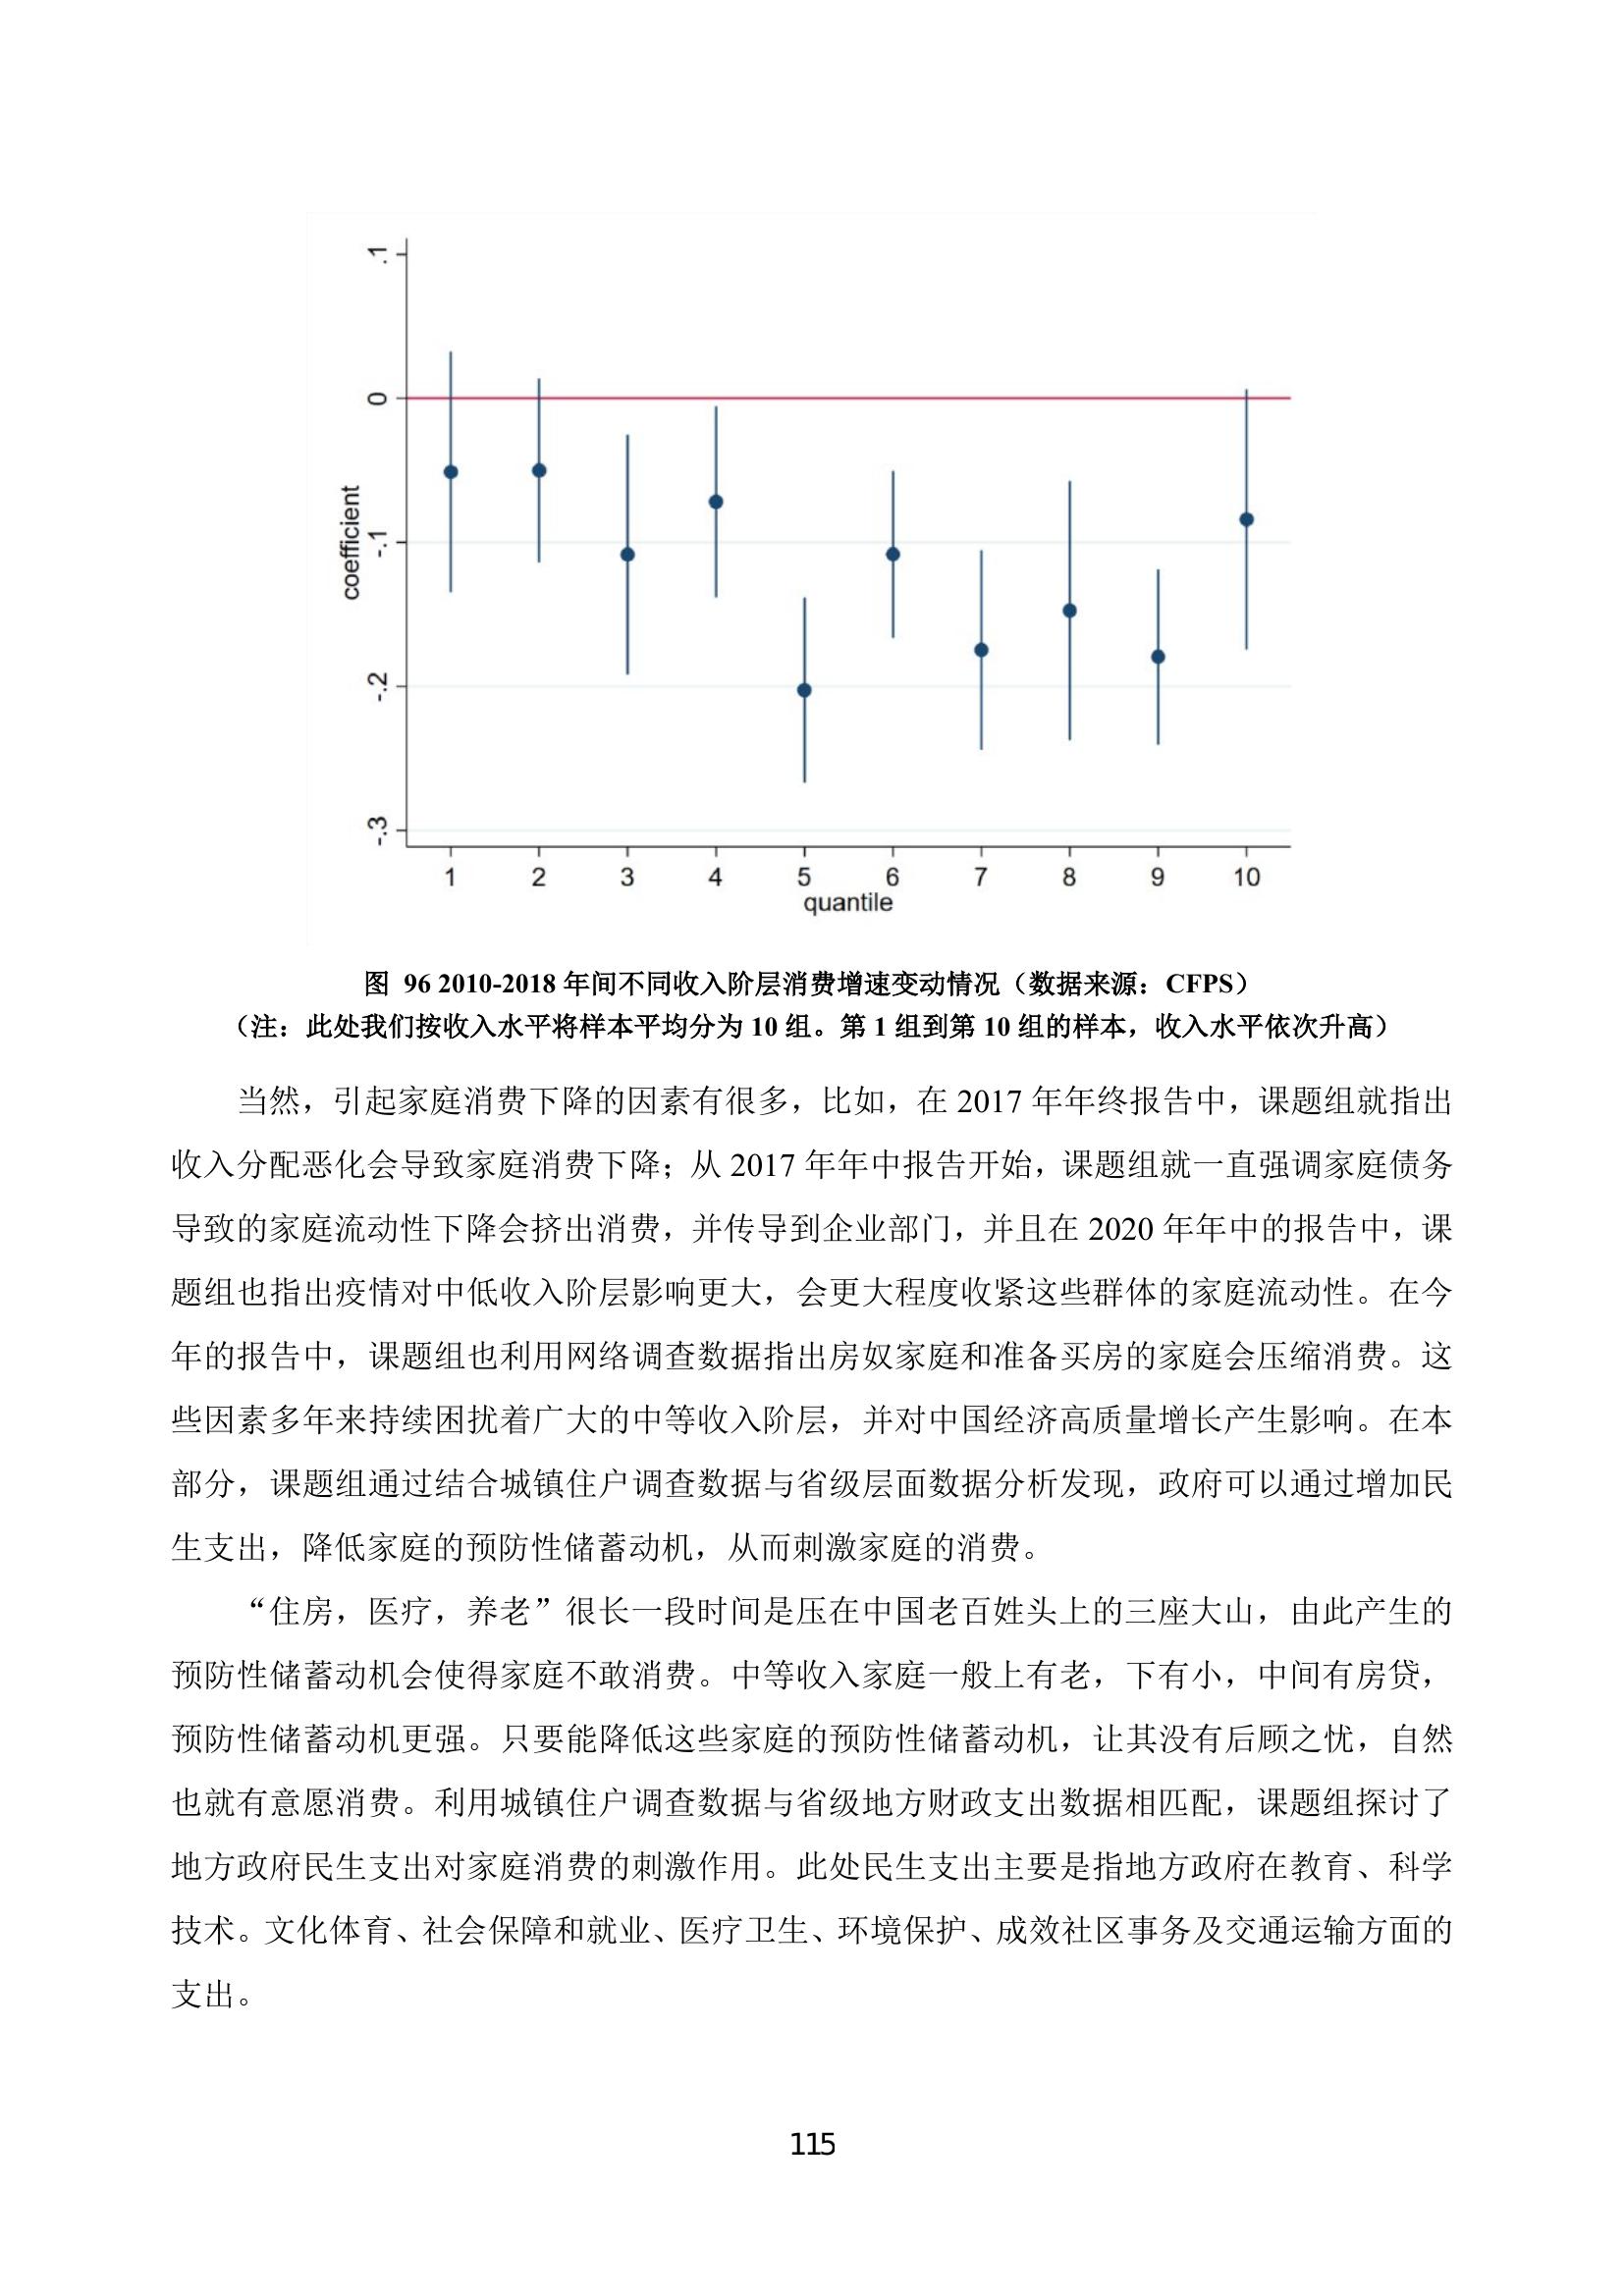 .1
0
-.1
-.2
-.3
coefficient
1 2 3 4 5 6 7 8 9 10
quantile
图 96 2010-2018 年间不同收入阶层消费增速变动情况（数据来源：CFPS）
（注：此处我们按收入水平将样本平均分为 10 组。第 1 组到第 10 组的样本，收入水平依次升高）
当然，引起家庭消费下降的因素有很多，比如，在 2017 年年终报告中，课题组就指出
收入分配恶化会导致家庭消费下降；从 2017 年年中报告开始，课题组就一直强调家庭债务
导致的家庭流动性下降会挤出消费，并传导到企业部门，并且在 2020 年年中的报告中，课
题组也指出疫情对中低收入阶层影响更大，会更大程度收紧这些群体的家庭流动性。在今
年的报告中，课题组也利用网络调查数据指出房奴家庭和准备买房的家庭会压缩消费。这
些因素多年来持续困扰着广大的中等收入阶层，并对中国经济高质量增长产生影响。在本
部分，课题组通过结合城镇住户调查数据与省级层面数据分析发现，政府可以通过增加民
生支出，降低家庭的预防性储蓄动机，从而刺激家庭的消费。
“住房，医疗，养老”很长一段时间是压在中国老百姓头上的三座大山，由此产生的
预防性储蓄动机会使得家庭不敢消费。中等收入家庭一般上有老，下有小，中间有房贷，
预防性储蓄动机更强。只要能降低这些家庭的预防性储蓄动机，让其没有后顾之忧，自然
也就有意愿消费。利用城镇住户调查数据与省级地方财政支出数据相匹配，课题组探讨了
地方政府民生支出对家庭消费的刺激作用。此处民生支出主要是指地方政府在教育、科学
技术。文化体育、社会保障和就业、医疗卫生、环境保护、成效社区事务及交通运输方面的
支出。
115